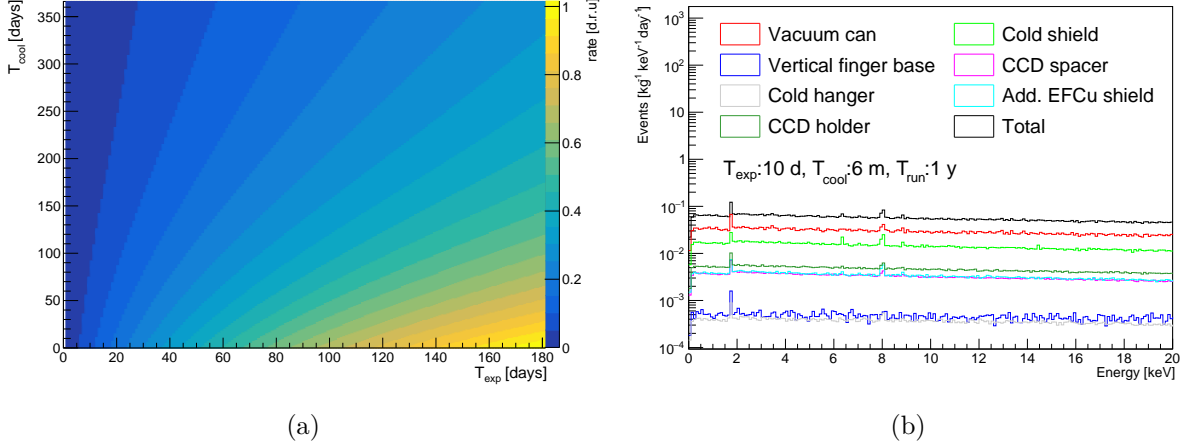 T_cool [days]
350
300
250
200
150
100
50
0
0 20 40 60 80 100 120 140 160 180
T_exp [days]
rate [d.r.u]
1
0.8
0.6
0.4
0.2
0
(a)
Events [kg⁻¹ keV⁻¹ day⁻¹]
10³
10²
10
1
10⁻¹
10⁻²
10⁻³
10⁻⁴
Vacuum can
Cold shield
Vertical finger base
CCD spacer
Cold hanger
Add. EFCu shield
CCD holder
Total
T_exp:10 d, T_cool:6 m, T_run:1 y
0 2 4 6 8 10 12 14 16 18 20
Energy [keV]
(b)